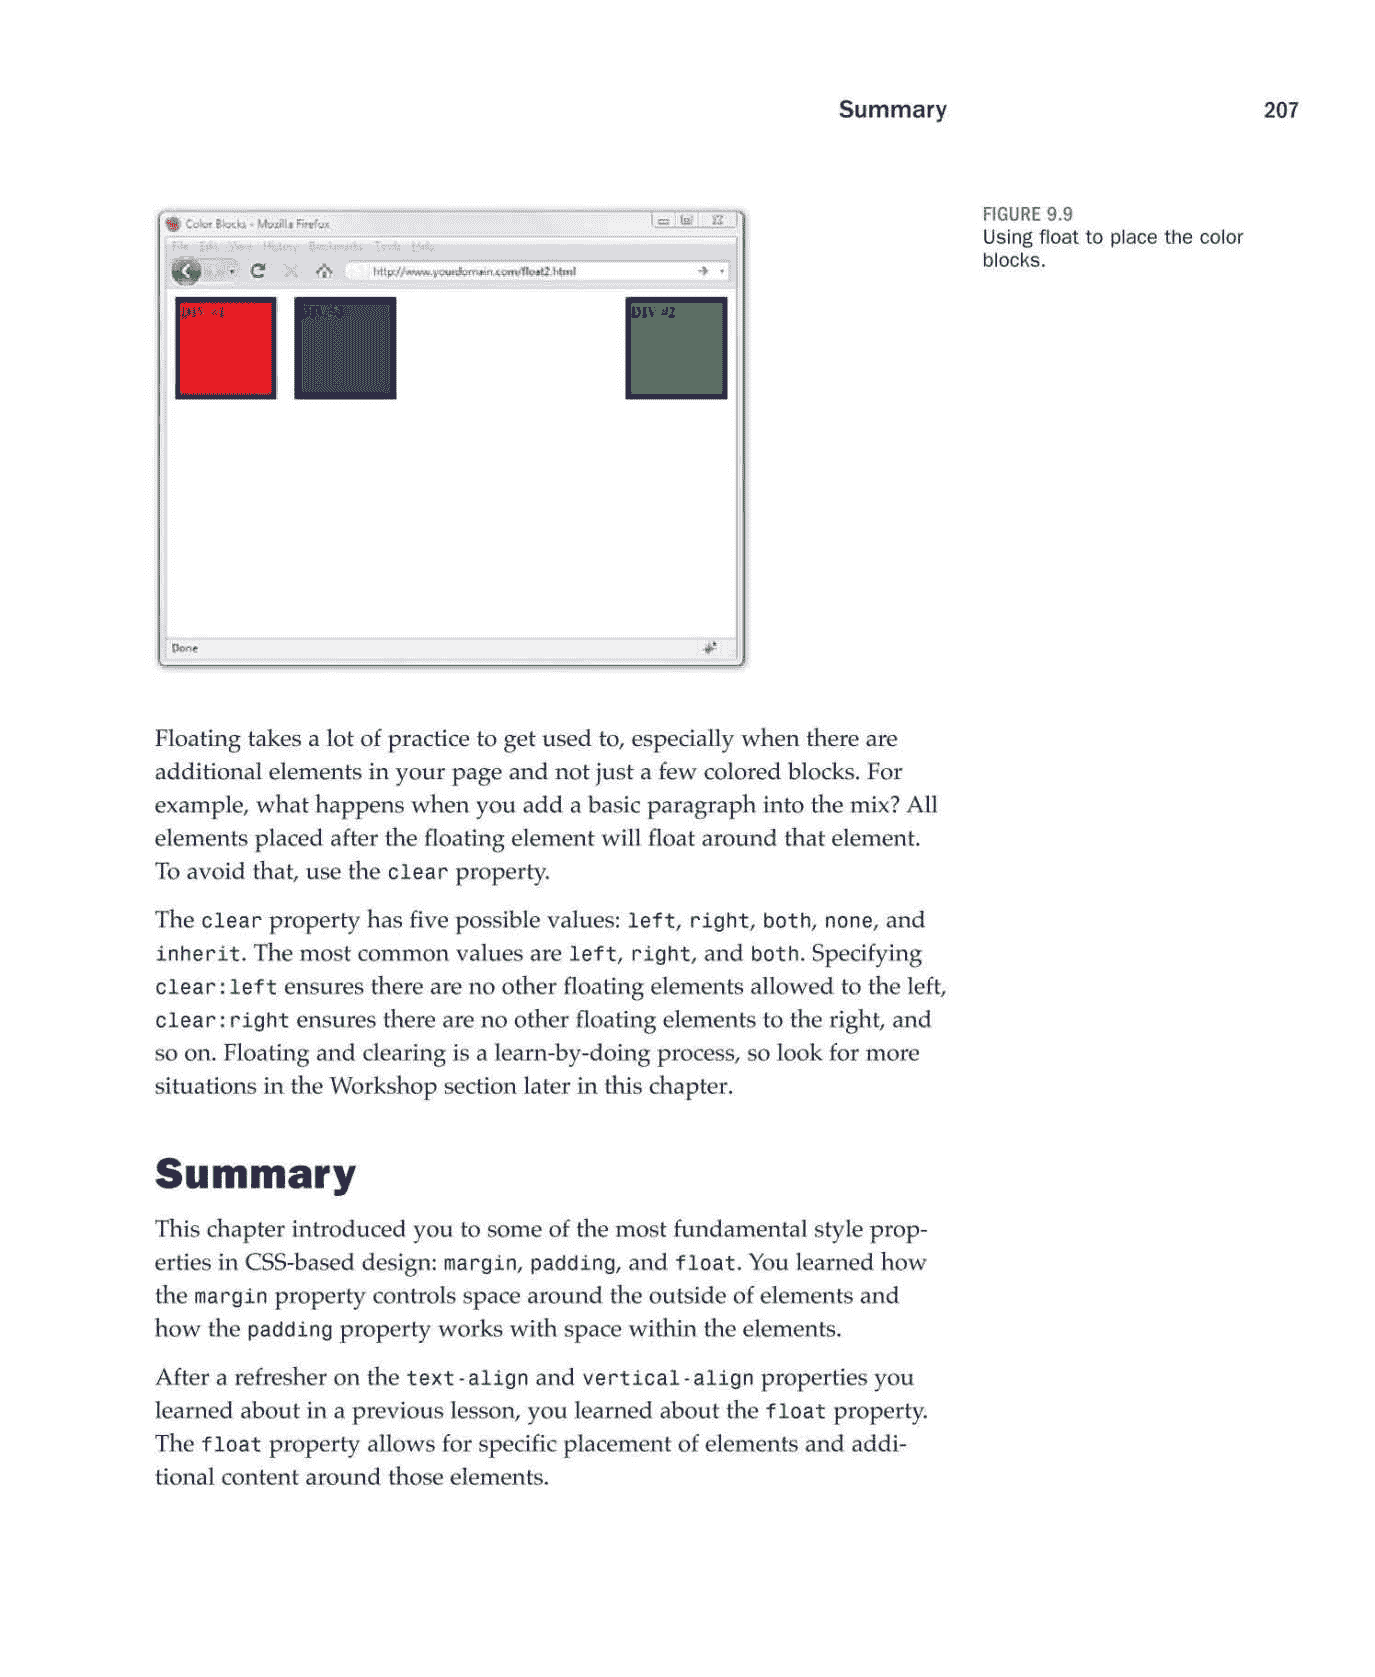 Summary 207
Color Blocks - Mozilla Firefox
File Edit View History Bookmarks Tools Help
http://www.yourdomain.com/float2.html
DIV #1
DIV #2
Done
FIGURE 9.9
Using float to place the color
blocks.
Floating takes a lot of practice to get used to, especially when there are
additional elements in your page and not just a few colored blocks. For
example, what happens when you add a basic paragraph into the mix? All
elements placed after the floating element will float around that element.
To avoid that, use the clear property.
The clear property has five possible values: left, right, both, none, and
inherit. The most common values are left, right, and both. Specifying
clear:left ensures there are no other floating elements allowed to the left,
clear:right ensures there are no other floating elements to the right, and
so on. Floating and clearing is a learn-by-doing process, so look for more
situations in the Workshop section later in this chapter.
Summary
This chapter introduced you to some of the most fundamental style prop-
erties in CSS-based design: margin, padding, and float. You learned how
the margin property controls space around the outside of elements and
how the padding property works with space within the elements.
After a refresher on the text-align and vertical-align properties you
learned about in a previous lesson, you learned about the float property.
The float property allows for specific placement of elements and addi-
tional content around those elements.